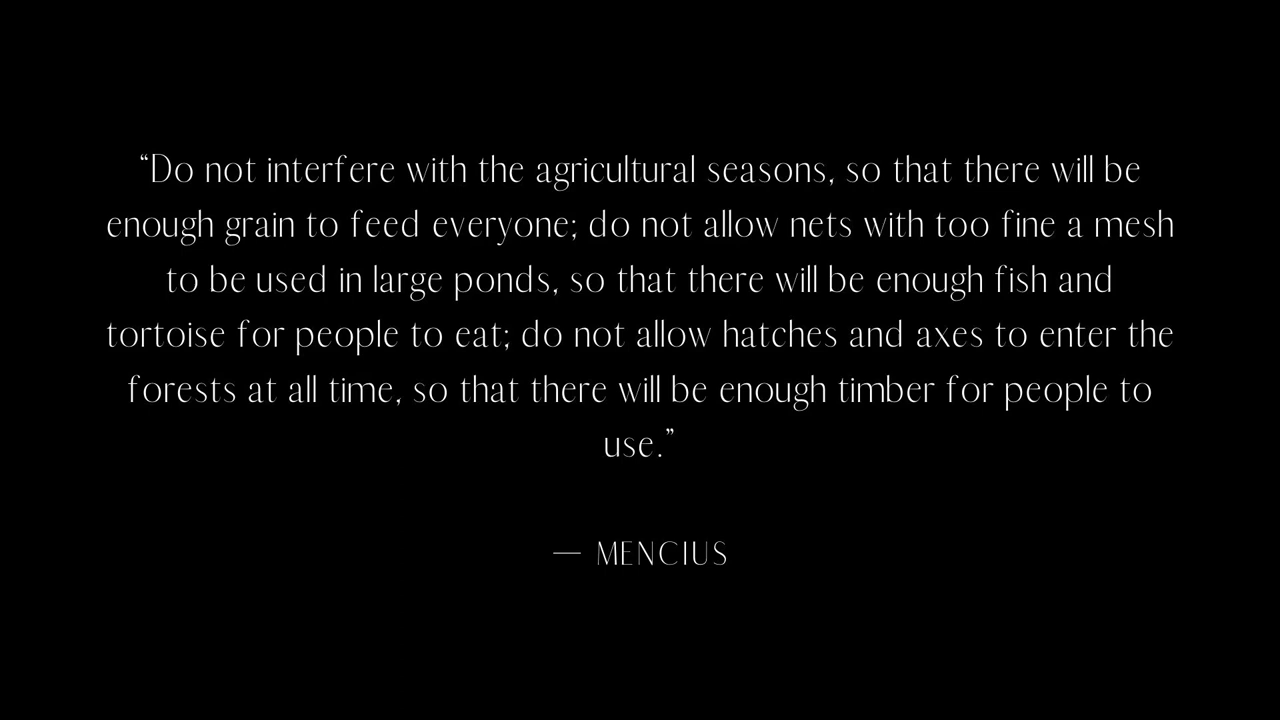 “Do not interfere with the agricultural seasons, so that there will be
enough grain to feed everyone; do not allow nets with too fine a mesh
to be used in large ponds, so that there will be enough fish and
tortoise for people to eat; do not allow hatches and axes to enter the
forests at all time, so that there will be enough timber for people to
use.”
— MENCIUS